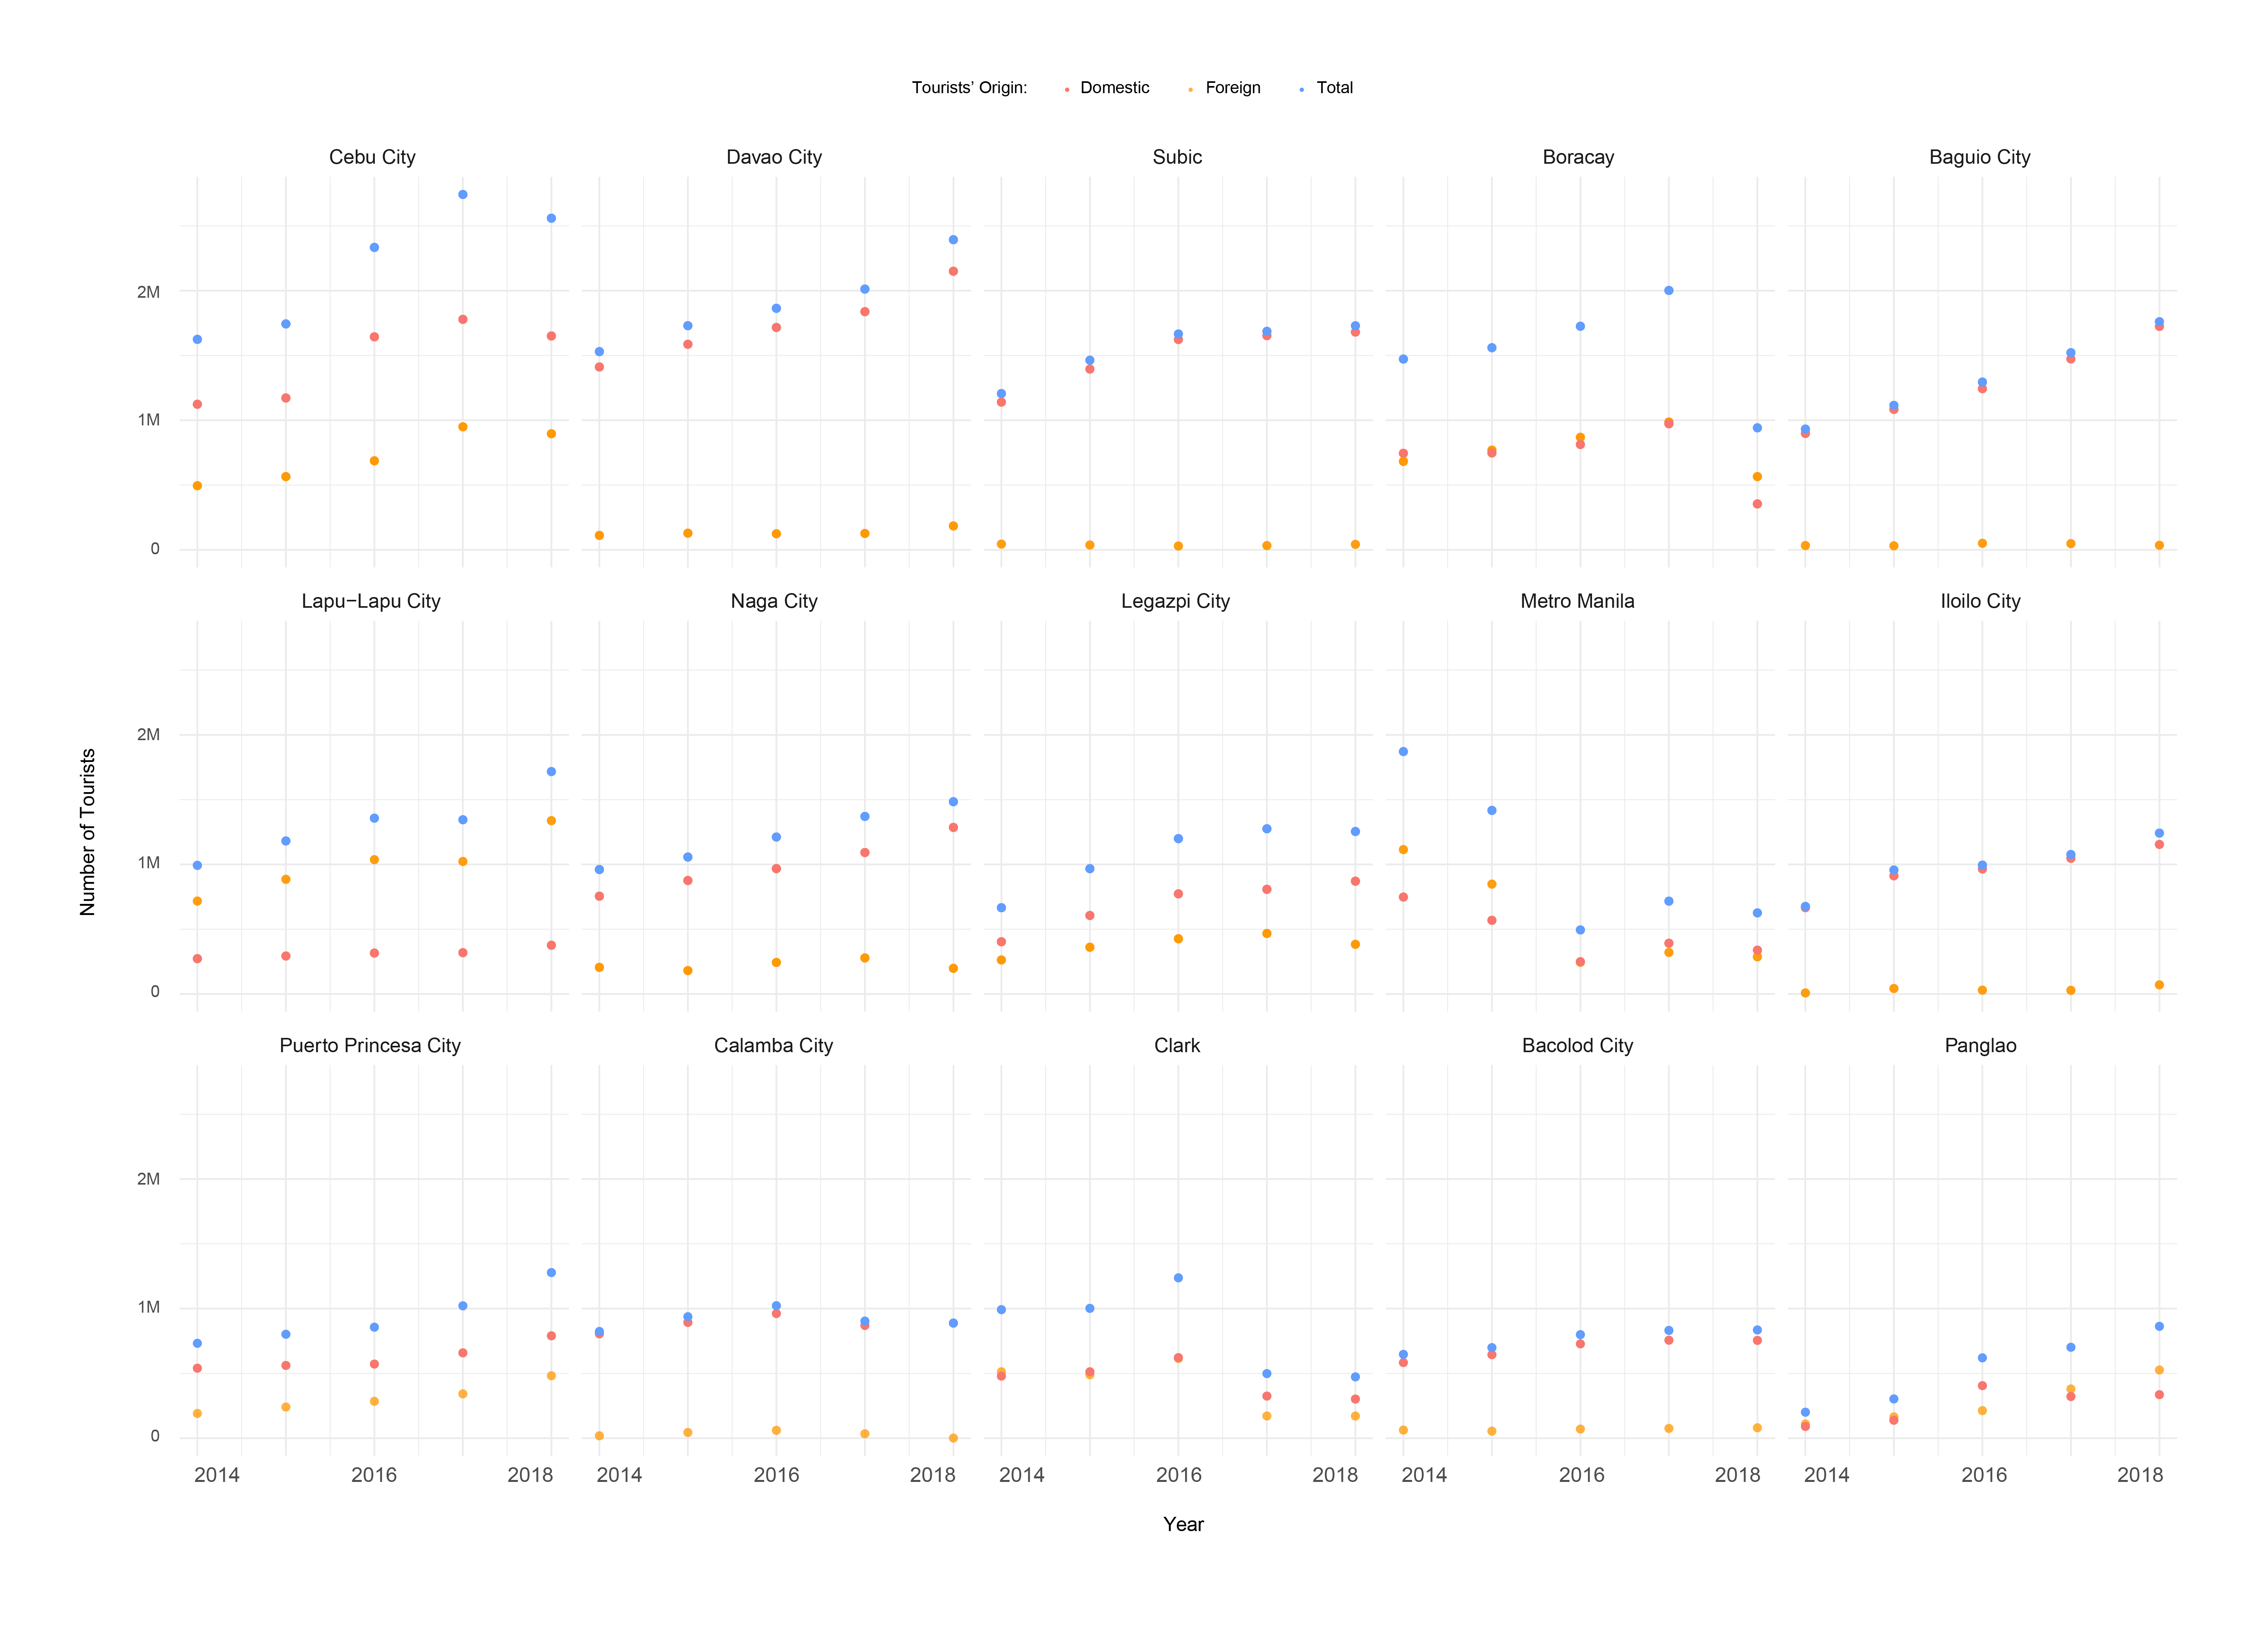 Tourists’ Origin: Domestic Foreign Total
Cebu City Davao City Subic Boracay Baguio City
2M
1M
0
Lapu−Lapu City Naga City Legazpi City Metro Manila Iloilo City
2M
1M
0
Number of Tourists
Puerto Princesa City Calamba City Clark Bacolod City Panglao
2M
1M
0
2014 2016 2018 2014 2016 2018 2014 2016 2018 2014 2016 2018 2014 2016 2018
Year